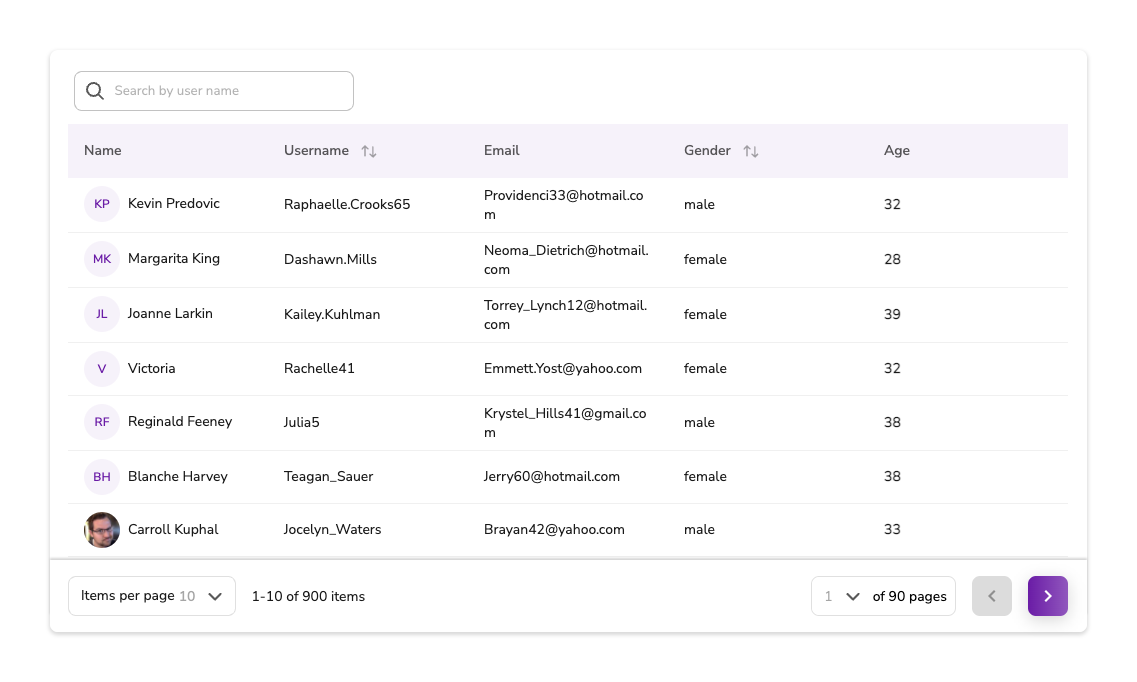 Search by user name
Name Username Email Gender Age
KP Kevin Predovic Raphaelle.Crooks65 Providenci33@hotmail.co
m male 32
MK Margarita King Dashawn.Mills Neoma_Dietrich@hotmail.
com female 28
JL Joanne Larkin Kailey.Kuhlman Torrey_Lynch12@hotmail.
com female 39
V Victoria Rachelle41 Emmett.Yost@yahoo.com female 32
RF Reginald Feeney Julia5 Krystel_Hills41@gmail.co
m male 38
BH Blanche Harvey Teagan_Sauer Jerry60@hotmail.com female 38
Carroll Kuphal Jocelyn_Waters Brayan42@yahoo.com male 33
Items per page 10 1-10 of 900 items 1 of 90 pages